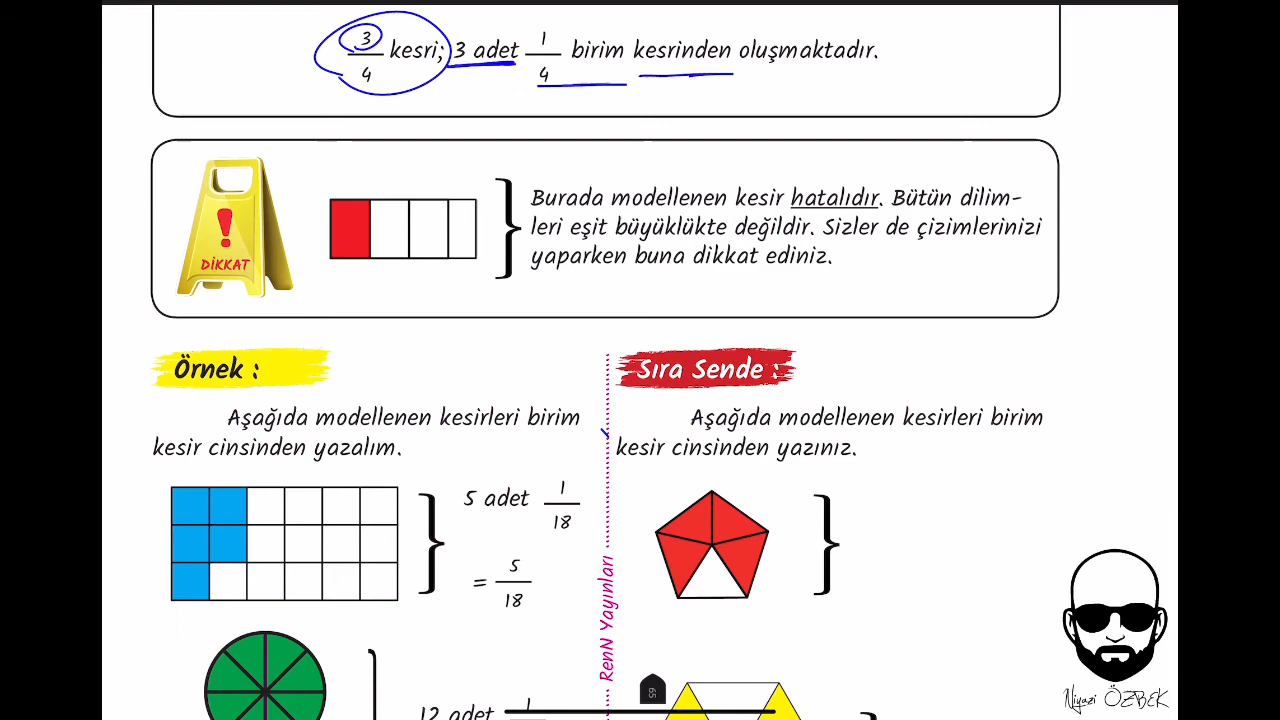 3/4 kesri; 3 adet 1/4 birim kesrinden oluşmaktadır.
DİKKAT
Burada modellenen kesir hatalıdır. Bütün dilim-
leri eşit büyüklükte değildir. Sizler de çizimlerinizi
yaparken buna dikkat ediniz.
Örnek :
Aşağıda modellenen kesirleri birim
kesir cinsinden yazalım.
5 adet 1/18
= 5/18
12 adet 1
Sıra Sende :
Aşağıda modellenen kesirleri birim
kesir cinsinden yazınız.
RenN Yayınları
65
Niyazi ÖZBEK